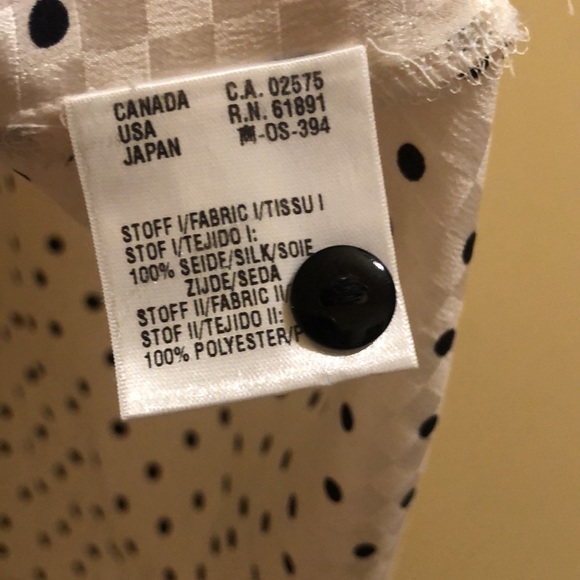 CANADA C.A. 02575
USA R.N. 61891
JAPAN -OS-394
STOFF I/FABRIC I/TISSU I
STOF I/TEJIDO I:
100% SEIDE/SILK/SOIE
ZIJDE/SEDA
STOFF II/FABRIC II/
STOF II/TEJIDO II:
100% POLYESTER/